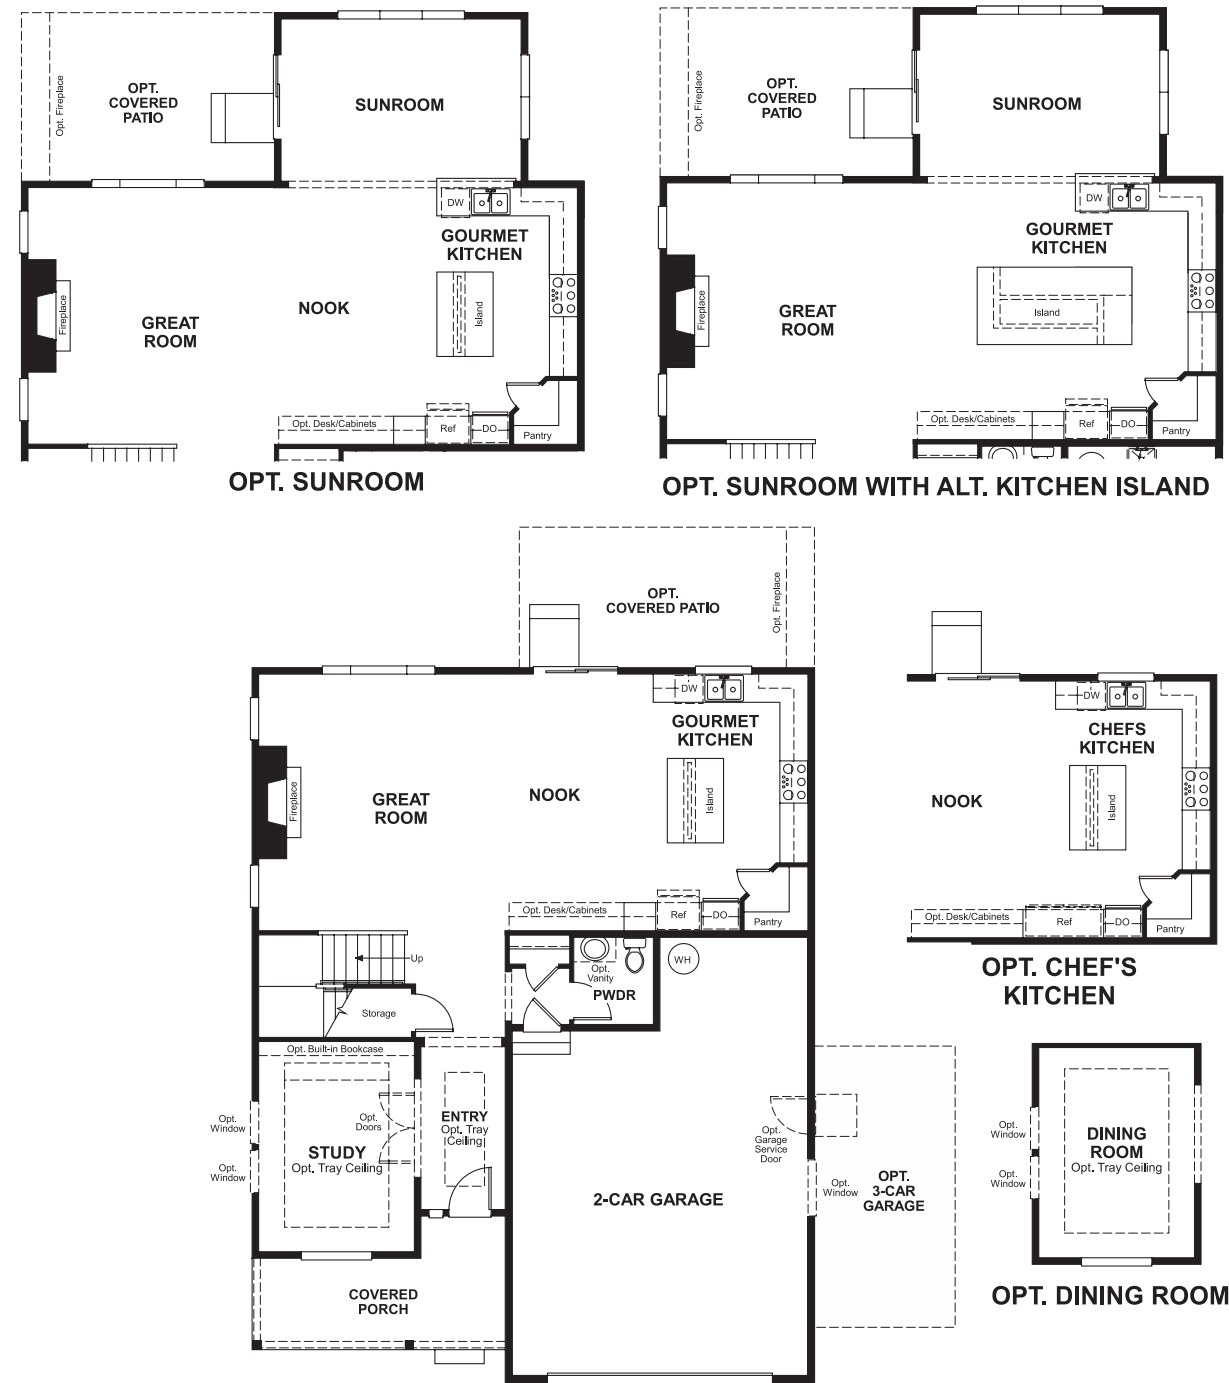 Opt. Fireplace
OPT.
COVERED
PATIO
SUNROOM
DW
GOURMET
KITCHEN
Fireplace
GREAT
ROOM
NOOK
Island
Opt. Desk/Cabinets
Ref
DO
Pantry
OPT. SUNROOM
Opt. Fireplace
OPT.
COVERED
PATIO
SUNROOM
DW
GOURMET
KITCHEN
Fireplace
GREAT
ROOM
Island
Opt. Desk/Cabinets
Ref
DO
Pantry
OPT. SUNROOM WITH ALT. KITCHEN ISLAND
OPT.
COVERED PATIO
Opt. Fireplace
DW
GOURMET
KITCHEN
Fireplace
GREAT
ROOM
NOOK
Island
Opt. Desk/Cabinets
Ref
DO
Pantry
Up
Storage
Opt.
Vanity
PWDR
WH
Opt. Built-in Bookcase
Opt.
Window
Opt.
Window
Opt.
Doors
STUDY
Opt. Tray Ceiling
ENTRY
Opt. Tray
Ceiling
COVERED
PORCH
2-CAR GARAGE
Opt.
Garage
Service
Door
Opt.
Window
OPT.
3-CAR
GARAGE
DW
CHEFS
KITCHEN
NOOK
Island
Opt. Desk/Cabinets
Ref
DO
Pantry
OPT. CHEF'S
KITCHEN
Opt.
Window
Opt.
Window
DINING
ROOM
Opt. Tray Ceiling
OPT. DINING ROOM